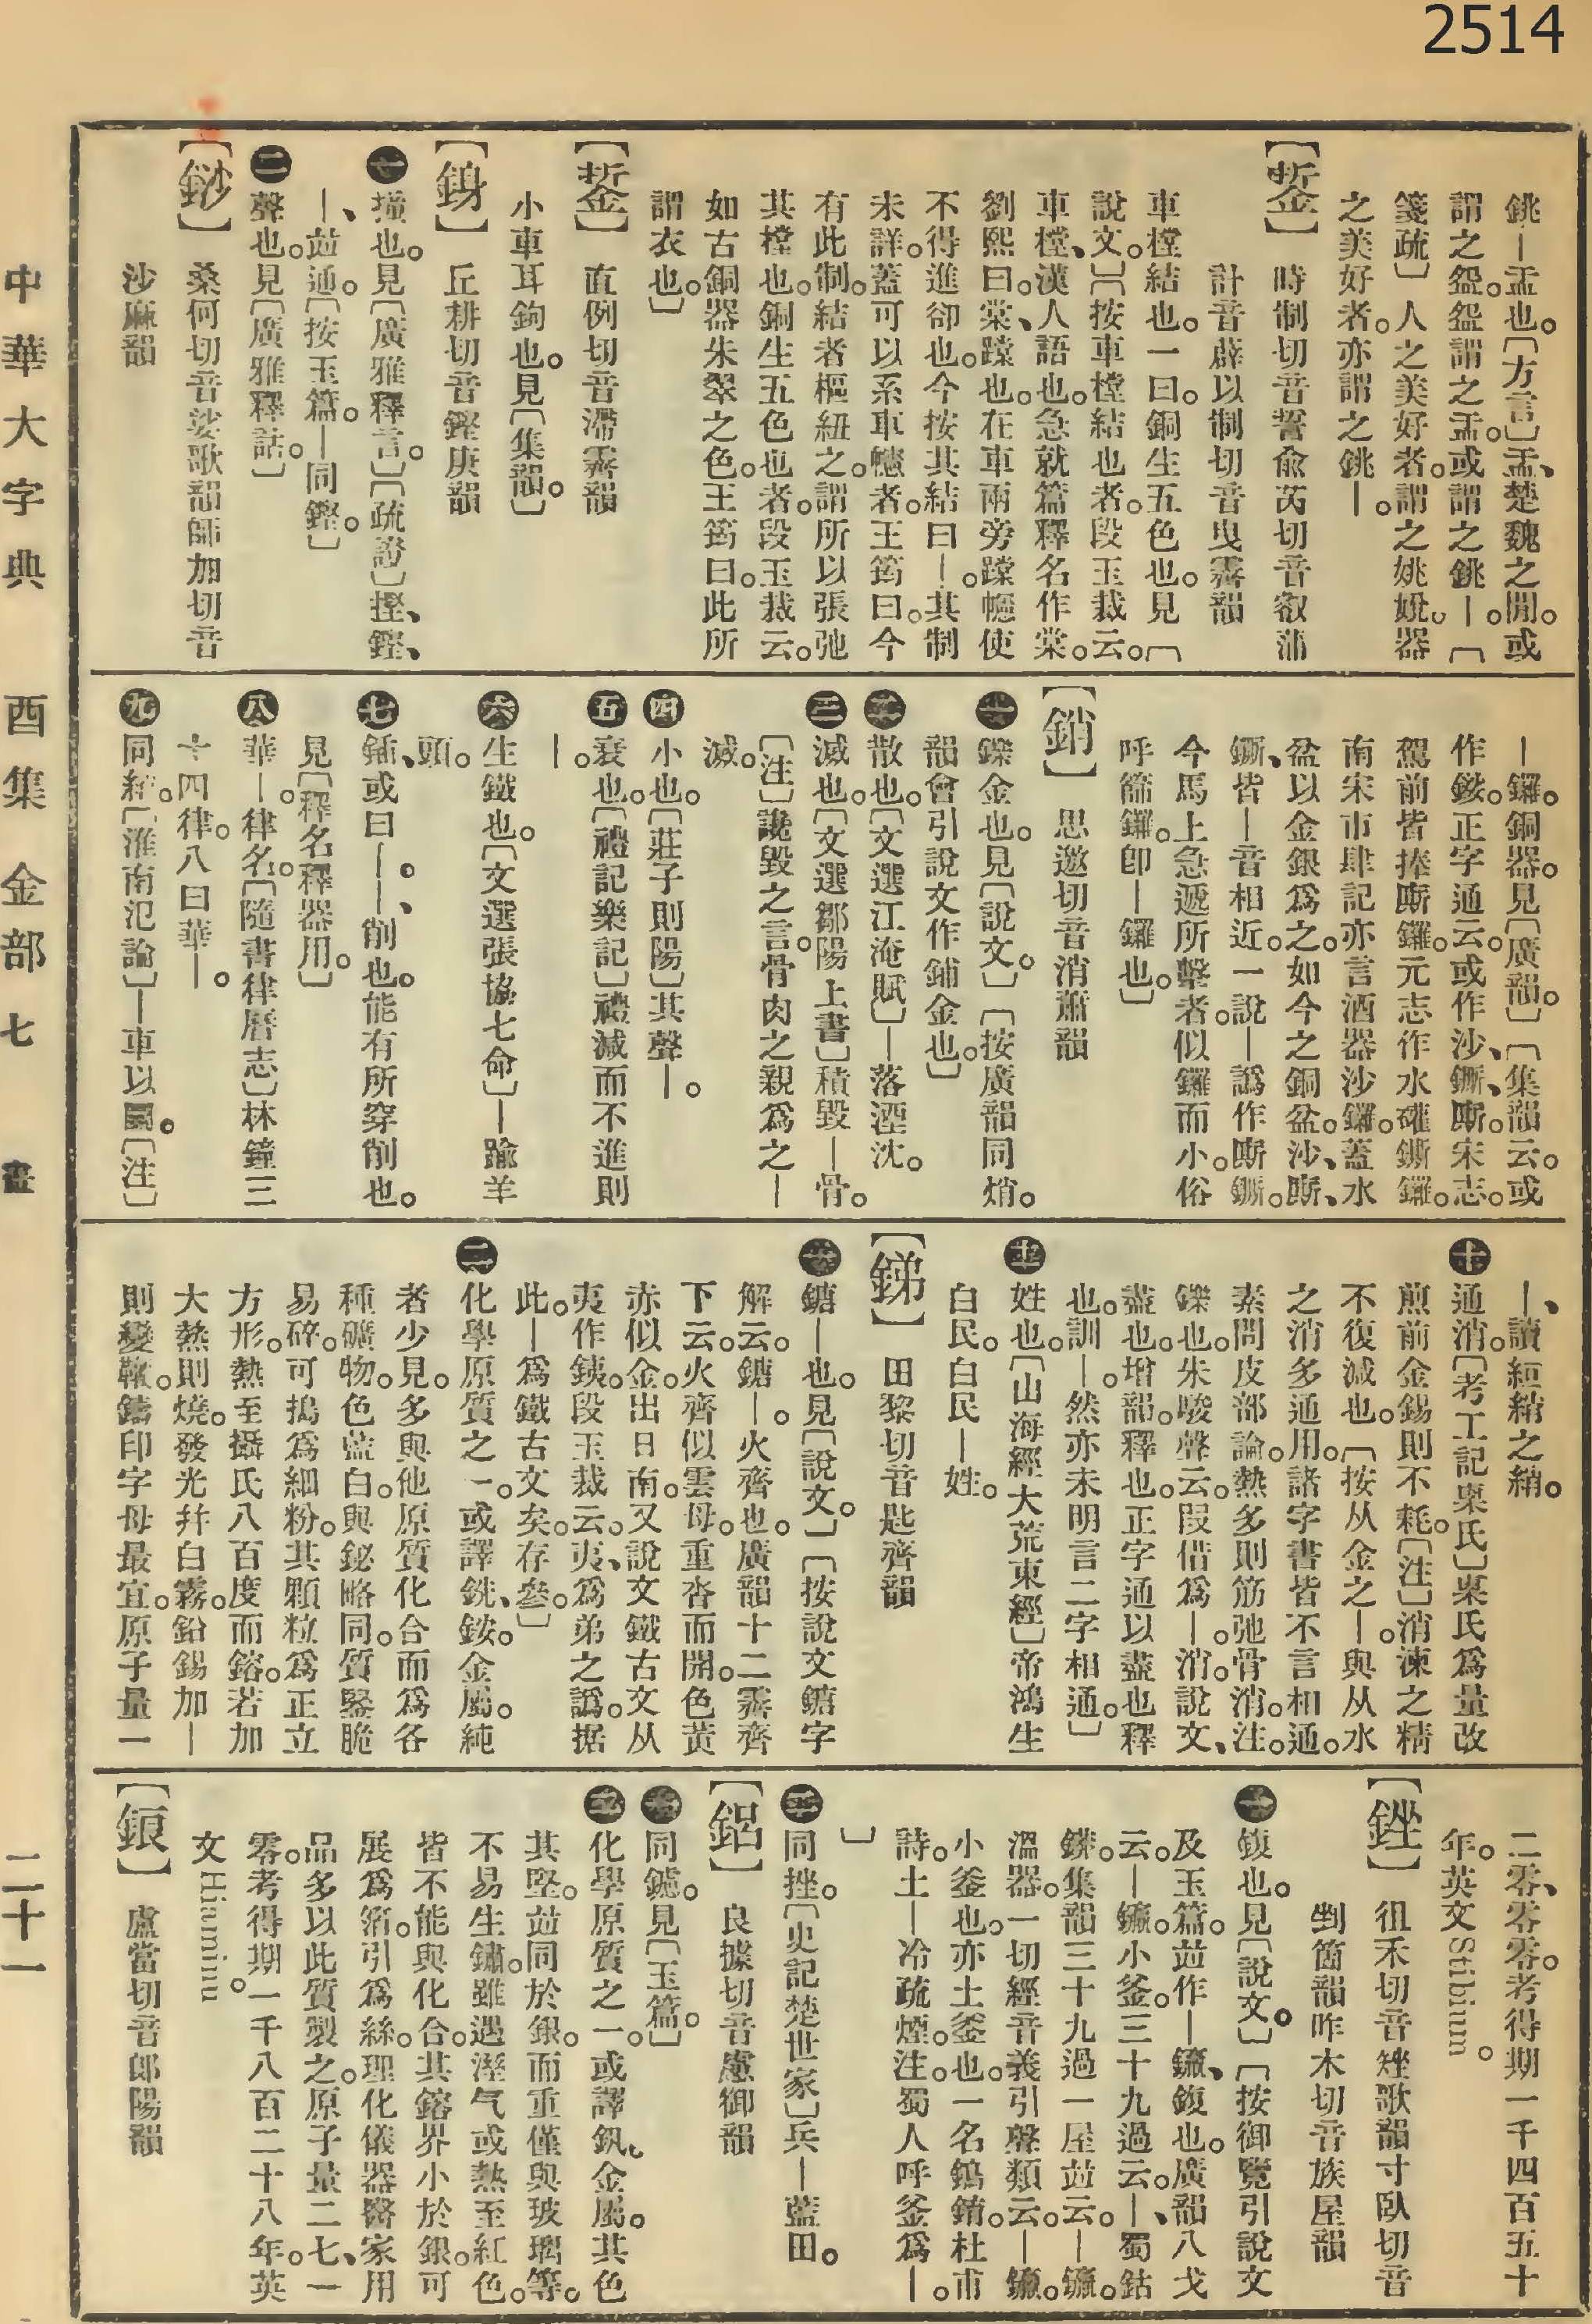 2514
銚—盂也。〔方言〕盂、楚魏之閒。或
謂之盌。盌謂之盂。或謂之銚—。〔
箋疏〕人之美好者。謂之姚娧。器
之美好者。亦謂之銚—。
【銴】時制切音誓俞芮切音叡蒲
計音薜以制切音曳霽韻
車樘結也。一曰。銅生五色也。見〔
說文。〕〔按車樘結也者。段玉裁云。
車樘、漢人語也。急就篇釋名作棠。
劉熙曰。棠、蹚也。在車兩旁蹚幰使
不得進卻也。今按其結曰—。其制
未詳。蓋可以系車幰者。王筠曰。今
有此制。結者樞紐之。謂所以張弛
其樘也。銅生五色也者。段玉裁云。
如古銅器朱翠之色。王筠曰。此所
謂衣也。〕
【銴】直例切音滯霽韻
小車耳鉤也。見〔集韻。〕
【鋞】丘耕切音鏗庚韻
一撞也。見〔廣雅釋言。〕〔疏證〕摼、鏗、
—、並通。〔按玉篇。—同鏗。〕
二聲也。見〔廣雅釋詁。〕
【鈔】桑何切音娑歌韻師加切音
沙麻韻
—鑼。銅器。見〔廣韻。〕〔集韻云。或
作鎩。正字通云。或作沙、鐁、廝。宋志。
駕前皆捧廝鑼。元志作水礶鐁鑼。
南宋市肆記亦言酒器沙鑼。蓋水
盆以金銀爲之。如今之銅盆。沙、廝、
鐁、皆—音相近。一說—譌作廝鐁。
今馬上急遞所擊者。似鑼而小。俗
呼篩鑼。卽—鑼也。〕
【銷】思邀切音消蕭韻
一鑠金也。見〔說文。〕〔按廣韻同焇。
韻會引說文作鋪金也。〕
二散也。〔文選江淹賦〕—落湮沈。
三滅也。〔文選鄒陽上書〕積毀—骨。
〔注〕讒毀之言。骨肉之親爲之—
滅。
四小也。〔莊子則陽〕其聲—。
五衰也。〔禮記樂記〕禮減而不進則
—。
六生鐵也。〔文選張協七命〕—踰羊
頭。
七鍤、或曰—。—、削也。能有所穿削也。
見〔釋名釋器用。〕
八華—。律名。〔隨書律曆志〕林鐘三
十四律。八曰華—。
九同綃。〔淮南氾論〕—車以鬭。〔注〕
—、讀絙綃之綃。
十通消。〔考工記㮚氏〕㮚氏爲量改
煎前金錫則不耗。〔注〕消湅之精
不復減也。〔按从金之—。與从水
之消多通用。諸字書皆不言相通。
素問皮部論。熱多則筋弛骨消。注。
鑠也。朱駿聲云。叚借爲—。消。說文、
盡也。增韻。釋也。正字通以盡也釋
也。訓—。然亦未明言二字相通。〕
十一姓也。〔山海經大荒東經〕帝鴻生
白民。白民—姓。
【銻】田黎切音匙齊韻
一鎕—也。見〔說文。〕〔按說文鎕字
解云。鎕—。火齊也。廣韻十二霽齊
下云。火齊似雲母。重沓而開。色黃
赤似金。出日南。又說文鐵古文从
夷作銕。段玉裁云。夷、爲弟之譌。据
此。—爲鐵古文矣。存參。〕
二化學原質之一。或譯銧、銨。金屬。純
者少見。多與他原質化合而爲各
種礦物。色藍白。與鉍略同。質堅脆
易碎。可搗爲細粉。其顆粒爲正立
方形。熱至攝氏八百度而鎔。若加
大熱則燒。發光幷白霧。鉛錫加—
則變鞕。鑄印字母最宜。原子量一
二零、零零。考得期一千四百五十
年。英文Stibium。
【銼】徂禾切音矬歌韻寸臥切音
剉箇韻昨木切音族屋韻
一鍑也。見〔說文。〕〔按御覽引說文
及玉篇。並作—鑹、鍑也。廣韻八戈
云。—鑹。小釜。三十九過云。—、蜀鈷
鉧。集韻三十九過一屋並云。—鑹。
溫器。一切經音義引聲類云。—鑹。
小釜也。亦土釜也。一名鎢錥。杜甫
詩。土—冷疏煙。注。蜀人呼釜爲—。
〕
二同挫。〔史記楚世家〕兵—藍田。
【鋁】良據切音慮御韻
一同鑢。見〔玉篇。〕
二化學原質之一。或譯釩。金屬。其色
其堅。並同於銀。而重僅與玻璃等。
不易生鏽。雖遇溼气或熱至紅色。
皆不能與化合。其鎔界小於銀。可
展爲箔。引爲絲。理化儀器醫家用
品多以此質製之。原子量二七、一
零。考得期一千八百二十八年。英
文
【鋃】盧當切音郎陽韻
中華大字典　酉集　金部　七畫　二十一